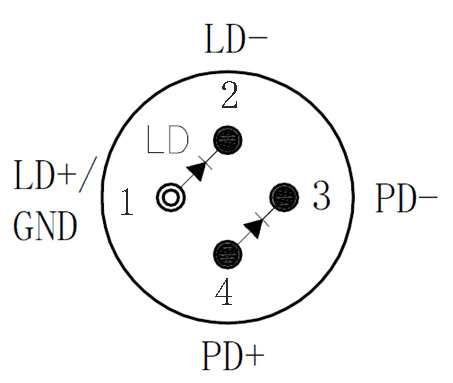 LD-
2
LD
LD+/
GND
1
3
PD-
4
PD+